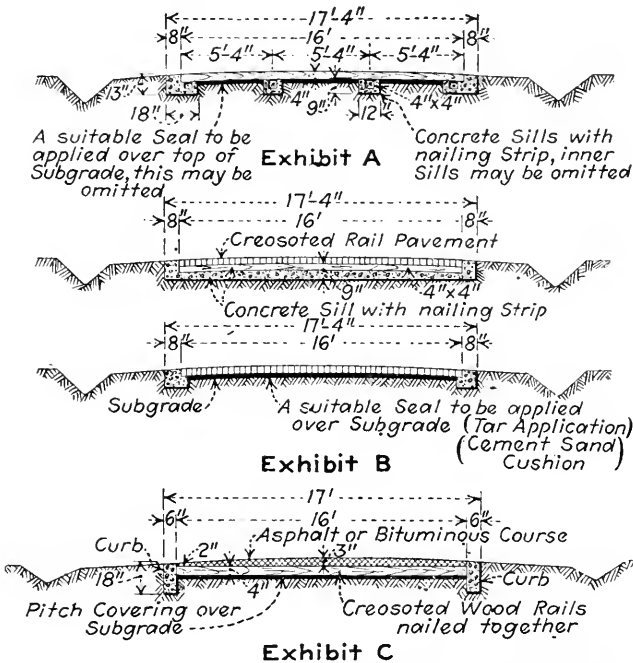 17'-4"
8" 16' 8"
5'-4" 5'-4" 5'-4"
13"
18" 4" 9" 12" 4"x4"
A suitable Seal to be
applied over top of
Subgrade, this may be
omitted
Exhibit A
Concrete Sills with
nailing Strip, inner
Sills may be omitted
17'-4"
8" 16' 8"
Creosoted Rail Pavement
9" 4"x4"
Concrete Sill with nailing Strip
17'-4"
8" 16' 8"
Subgrade
A suitable Seal to be applied
over Subgrade (Tar Application)
(Cement Sand
Cushion)
Exhibit B
17'
6" 16' 6"
Asphalt or Bituminous Course
Curb 2" 3"
18" 4" Curb
Pitch Covering over
Subgrade
Creosoted Wood Rails
nailed together
Exhibit C